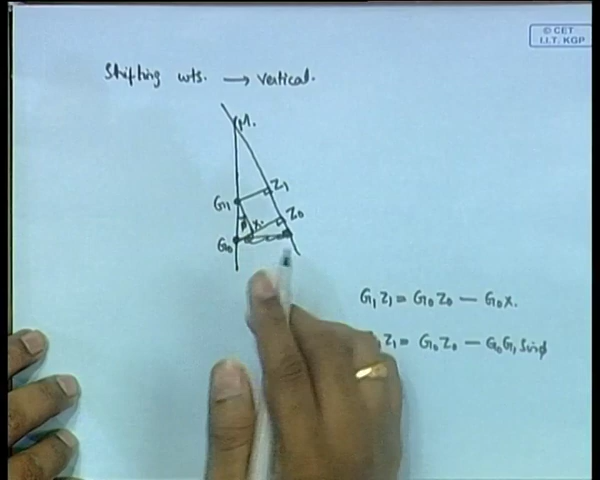 © CET
I.I.T. KGP
Shifting wts. → vertical.
M.
G1 Z1
φ X. Z0
G0
G1Z1 = G0Z0 — G0X.
Z1 = G0Z0 — G0G1 Sinφ